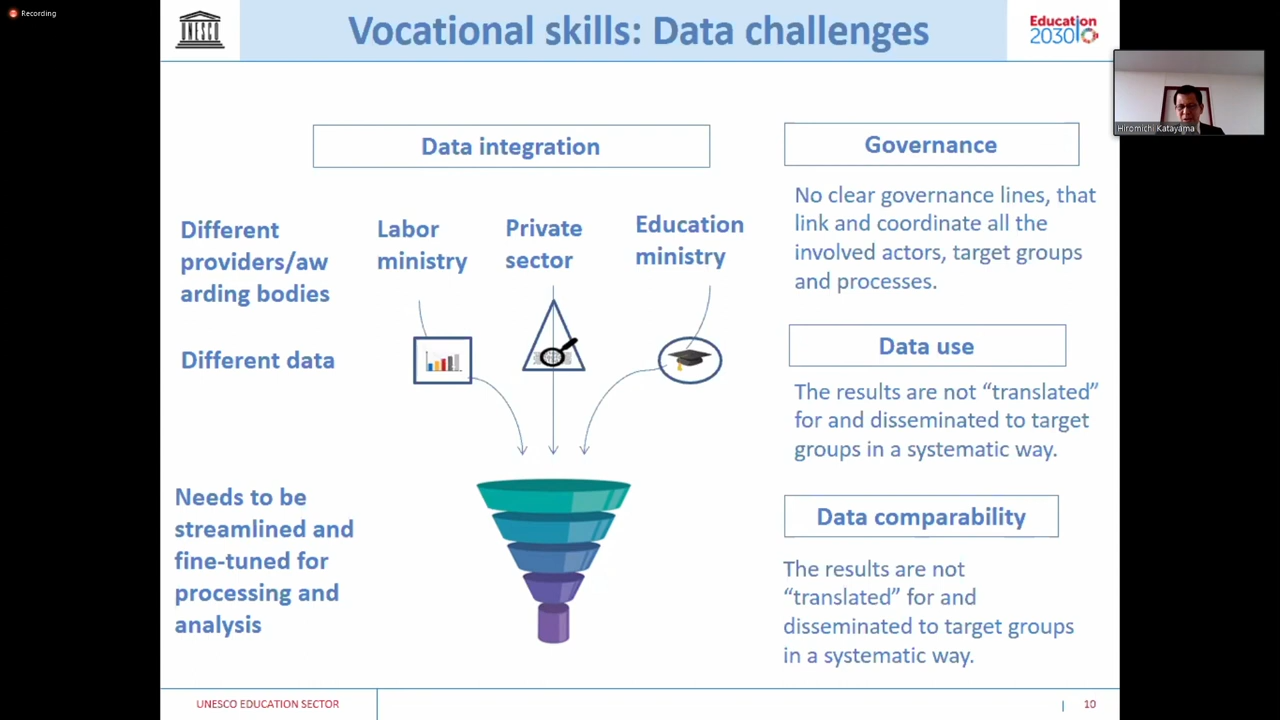 Recording
UNESCO
Vocational skills: Data challenges
Education
2030
Hiromichi Katayama
Data integration
Different
providers/aw
arding bodies
Labor
ministry
Private
sector
Education
ministry
Different data
Needs to be
streamlined and
fine-tuned for
processing and
analysis
Governance
No clear governance lines, that
link and coordinate all the
involved actors, target groups
and processes.
Data use
The results are not “translated”
for and disseminated to target
groups in a systematic way.
Data comparability
The results are not
“translated” for and
disseminated to target groups
in a systematic way.
UNESCO EDUCATION SECTOR
| 10